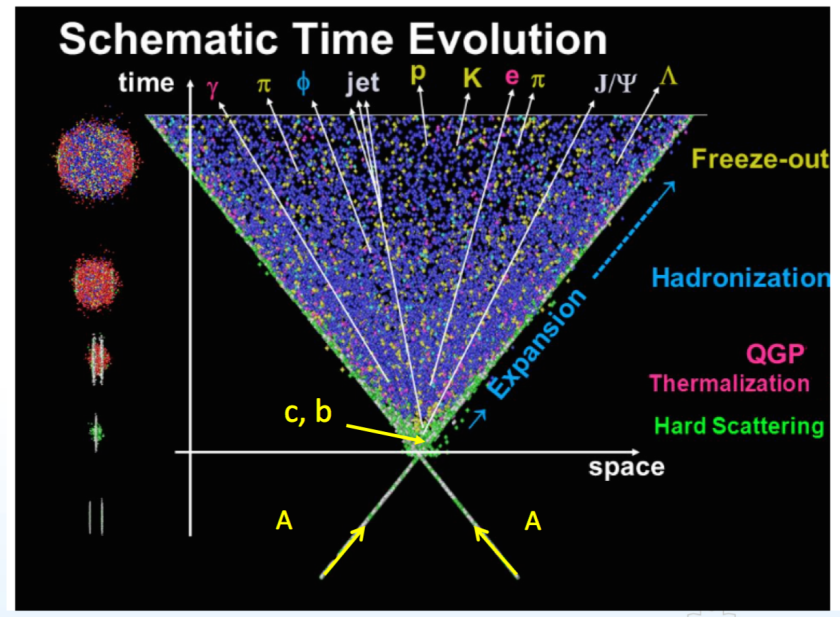 Schematic Time Evolution
time γ π ϕ jet p K e π J/Ψ Λ
Freeze-out
Hadronization
Expansion
QGP
Thermalization
c, b
Hard Scattering
space
A A